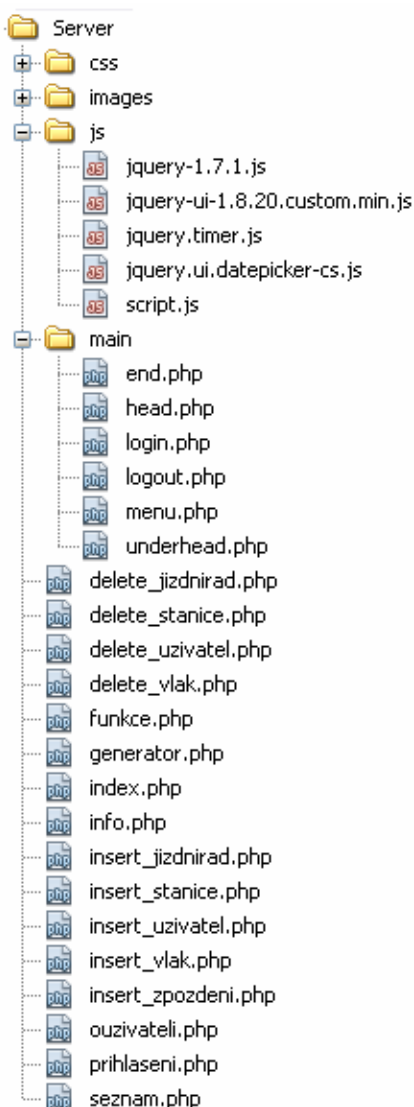 Server
css
images
js
jquery-1.7.1.js
jquery-ui-1.8.20.custom.min.js
jquery.timer.js
jquery.ui.datepicker-cs.js
script.js
main
end.php
head.php
login.php
logout.php
menu.php
underhead.php
delete_jizdnirad.php
delete_stanice.php
delete_uzivatel.php
delete_vlak.php
funkce.php
generator.php
index.php
info.php
insert_jizdnirad.php
insert_stanice.php
insert_uzivatel.php
insert_vlak.php
insert_zpozdeni.php
ouzivateli.php
prihlaseni.php
seznam.php